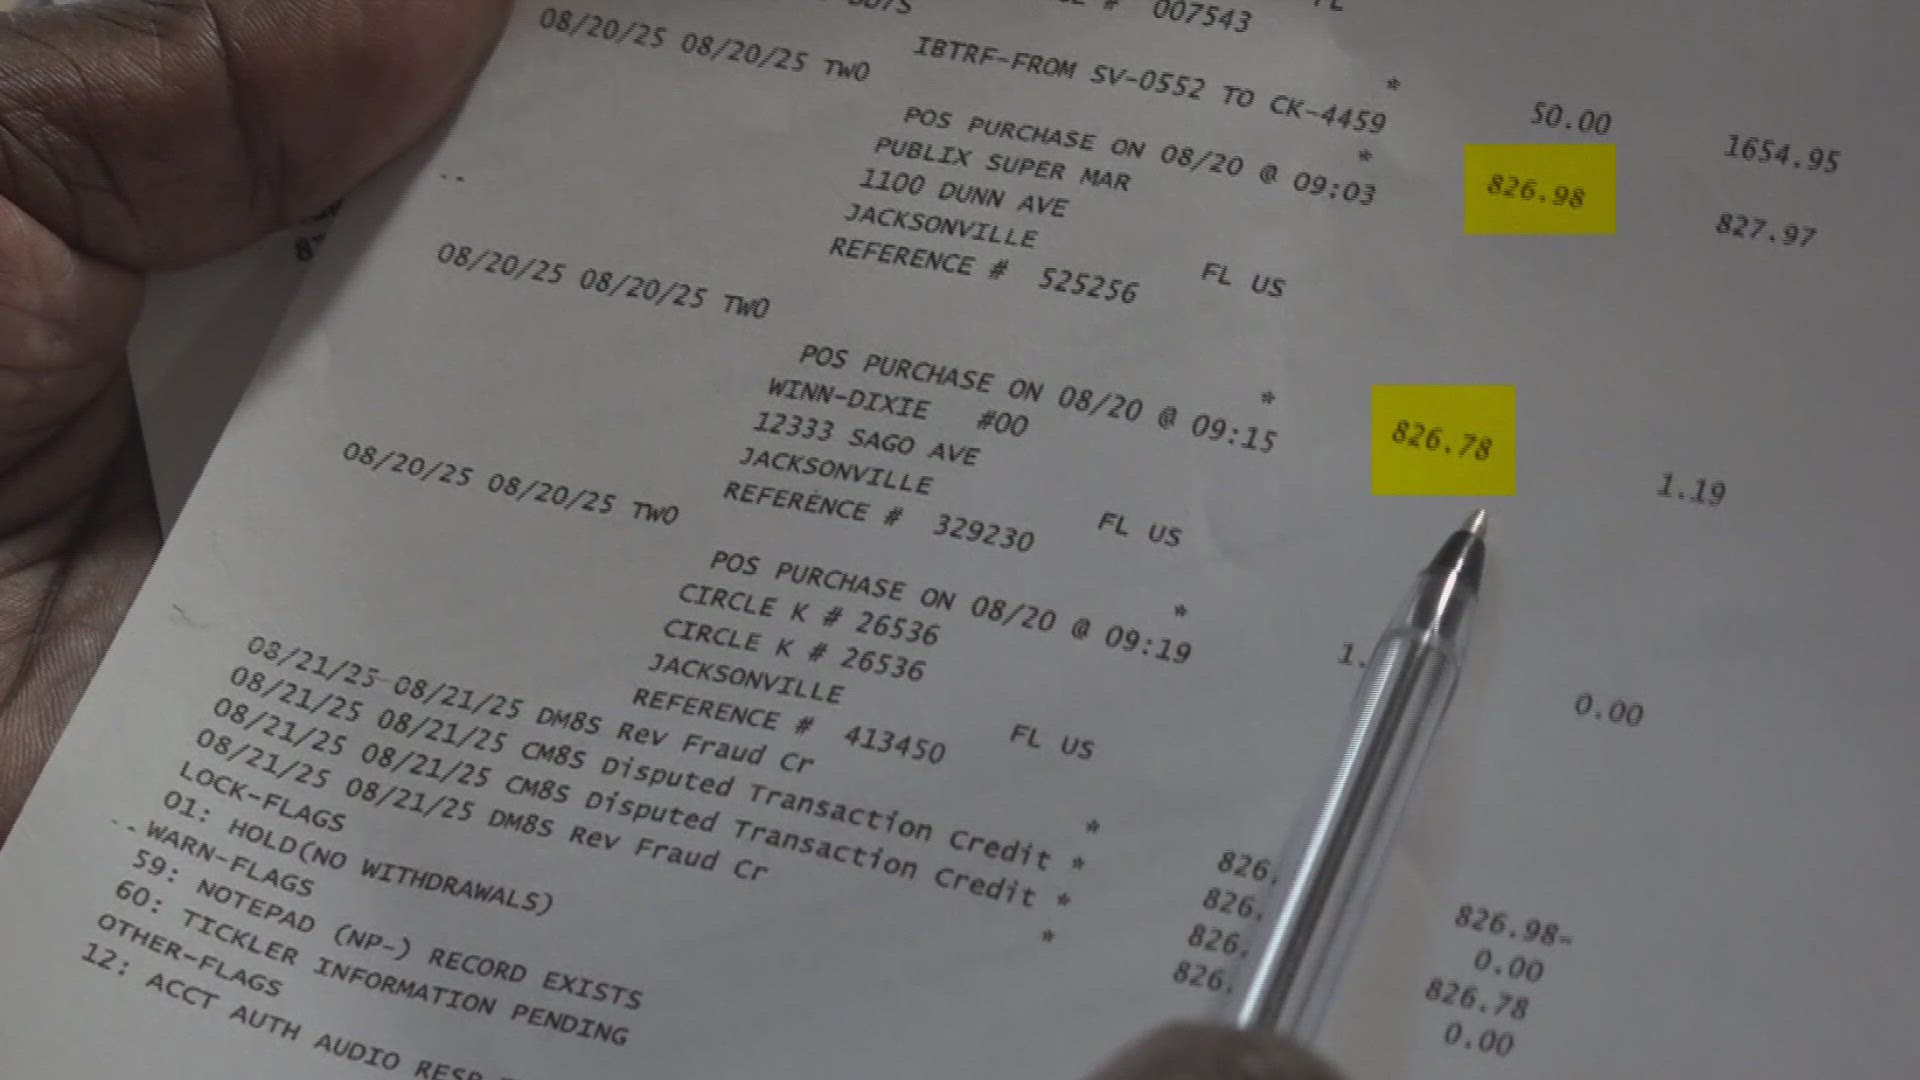 # 007543
08/20/25 08/20/25 TWO
IBTRF-FROM SV-0552 TO CK-4459 * 50.00 1654.95
POS PURCHASE ON 08/20 @ 09:03 * 826.98 827.97
PUBLIX SUPER MAR
1100 DUNN AVE
JACKSONVILLE FL US
REFERENCE # 525256
08/20/25 08/20/25 TWO
POS PURCHASE ON 08/20 @ 09:15 * 826.78 1.19
WINN-DIXIE #00
12333 SAGO AVE
JACKSONVILLE FL US
REFERENCE # 329230
08/20/25 08/20/25 TWO
POS PURCHASE ON 08/20 @ 09:19 * 1. 0.00
CIRCLE K # 26536
CIRCLE K # 26536
JACKSONVILLE FL US
REFERENCE # 413450
08/21/25 08/21/25 DM8S Rev Fraud Cr * 826. 826.98-
08/21/25 08/21/25 CM8S Disputed Transaction Credit * 826. 0.00
08/21/25 08/21/25 CM8S Disputed Transaction Credit * 826. 826.78
08/21/25 08/21/25 DM8S Rev Fraud Cr * 826. 0.00
LOCK-FLAGS
01: HOLD(NO WITHDRAWALS)
-- WARN-FLAGS
59: NOTEPAD (NP-) RECORD EXISTS
60: TICKLER INFORMATION PENDING
OTHER-FLAGS
12: ACCT AUTH AUDIO RESP